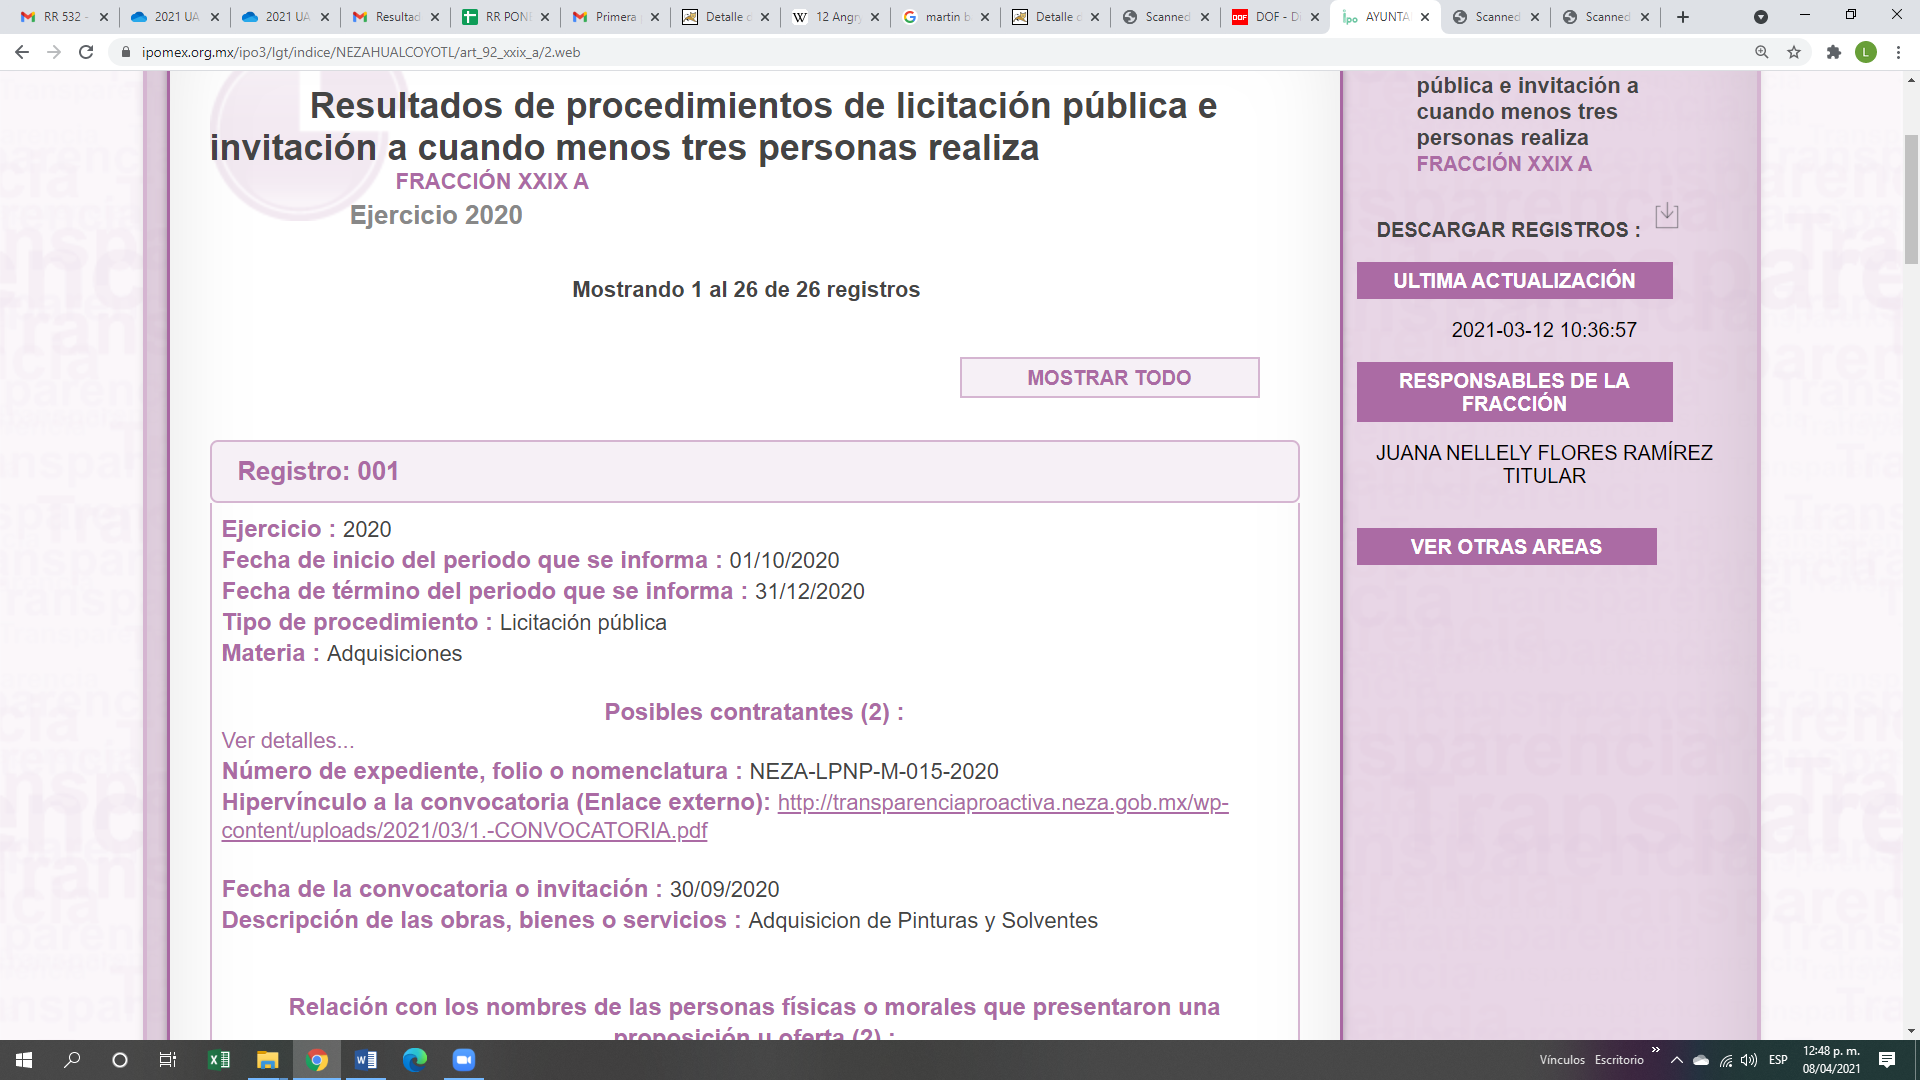 RR 532 -
2021 UA
2021 UA
Resultad
RR PON
Primera
Detalle
12 Angr
martin b
Detalle
Scanned
DOF - D
AYUNTA
Scanned
Scanned
ipomex.org.mx/ipo3/lgt/indice/NEZAHUALCOYOTL/art_92_xxix_a/2.web
L
Resultados de procedimientos de licitación pública e
invitación a cuando menos tres personas realiza
FRACCIÓN XXIX A
Ejercicio 2020
Mostrando 1 al 26 de 26 registros
MOSTRAR TODO
Registro: 001
Ejercicio : 2020
Fecha de inicio del periodo que se informa : 01/10/2020
Fecha de término del periodo que se informa : 31/12/2020
Tipo de procedimiento : Licitación pública
Materia : Adquisiciones
Posibles contratantes (2) :
Ver detalles...
Número de expediente, folio o nomenclatura : NEZA-LPNP-M-015-2020
Hipervínculo a la convocatoria (Enlace externo): http://transparenciaproactiva.neza.gob.mx/wp-
content/uploads/2021/03/1.-CONVOCATORIA.pdf
Fecha de la convocatoria o invitación : 30/09/2020
Descripción de las obras, bienes o servicios : Adquisicion de Pinturas y Solventes
Relación con los nombres de las personas físicas o morales que presentaron una
proposición u oferta (2) :
pública e invitación a
cuando menos tres
personas realiza
FRACCIÓN XXIX A
DESCARGAR REGISTROS :
ULTIMA ACTUALIZACIÓN
2021-03-12 10:36:57
RESPONSABLES DE LA
FRACCIÓN
JUANA NELLELY FLORES RAMÍREZ
TITULAR
VER OTRAS AREAS
Vínculos
Escritorio
ESP
12:48 p. m.
08/04/2021